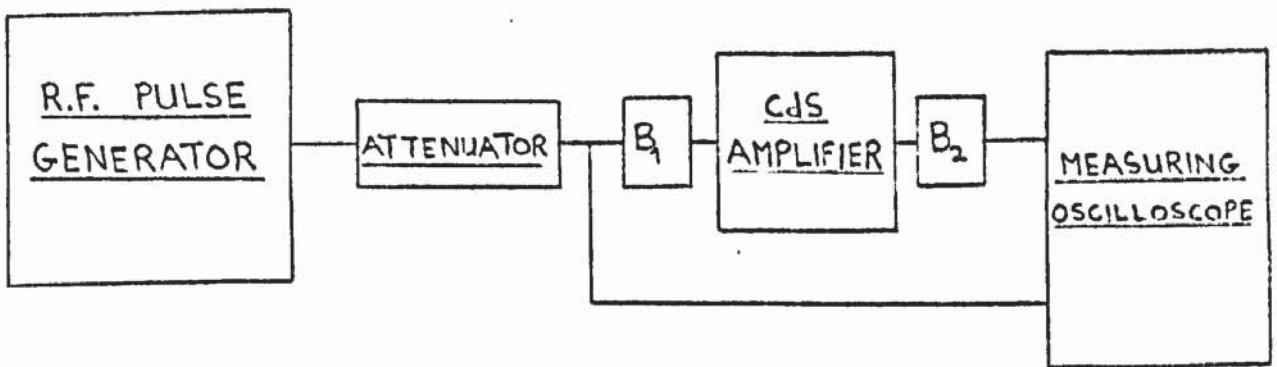 R.F. PULSE
GENERATOR
ATTENUATOR
B1
CdS
AMPLIFIER
B2
MEASURING
OSCILLOSCOPE